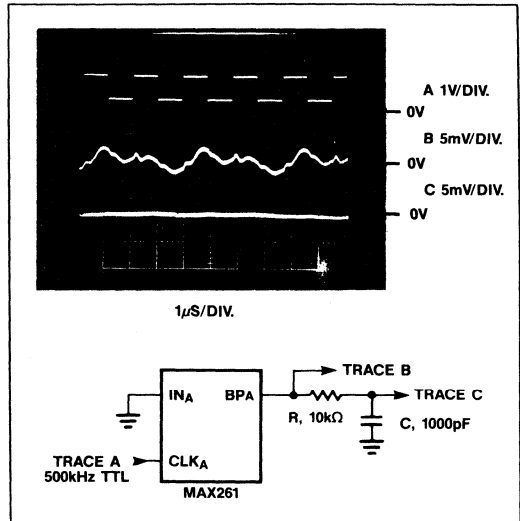 A 1V/DIV.
0V
B 5mV/DIV.
0V
C 5mV/DIV.
0V
1µS/DIV.
TRACE B
INA
BPA
TRACE C
R, 10kΩ
C, 1000pF
TRACE A
500kHz TTL
CLKA
MAX261